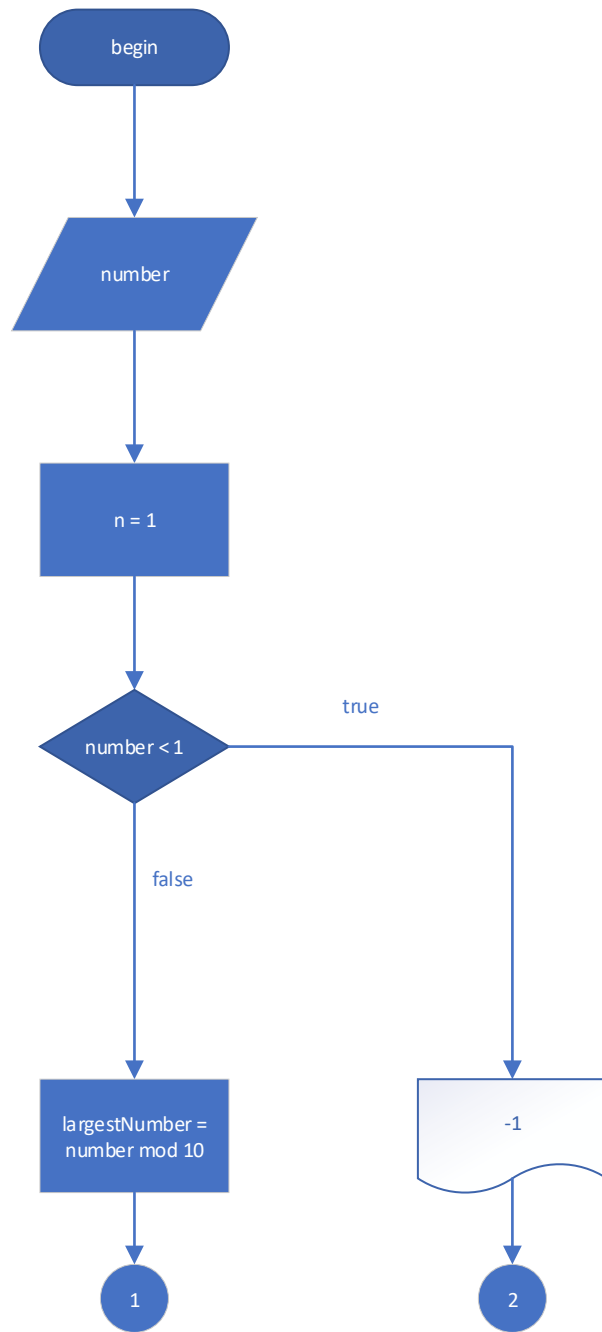 begin
number
n = 1
true
number < 1
false
largestNumber =
number mod 10
-1
1
2